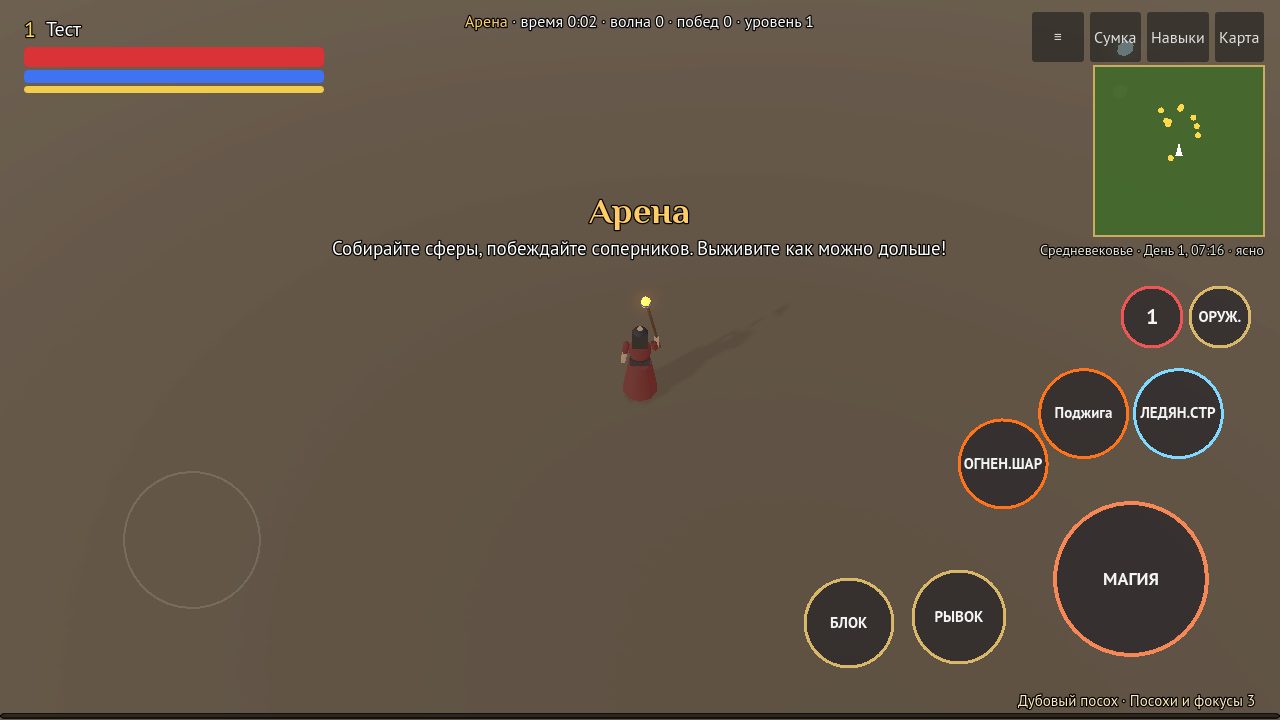 1 Тест
Арена · время 0:02 · волна 0 · побед 0 · уровень 1
≡ Сумка Навыки Карта
Арена
Собирайте сферы, побеждайте соперников. Выживите как можно дольше!
Средневековье · День 1, 07:16 · ясно
1 ОРУЖ.
Поджига ЛЕДЯН.СТР
ОГНЕН.ШАР
МАГИЯ
БЛОК РЫВОК
Дубовый посох · Посохи и фокусы 3